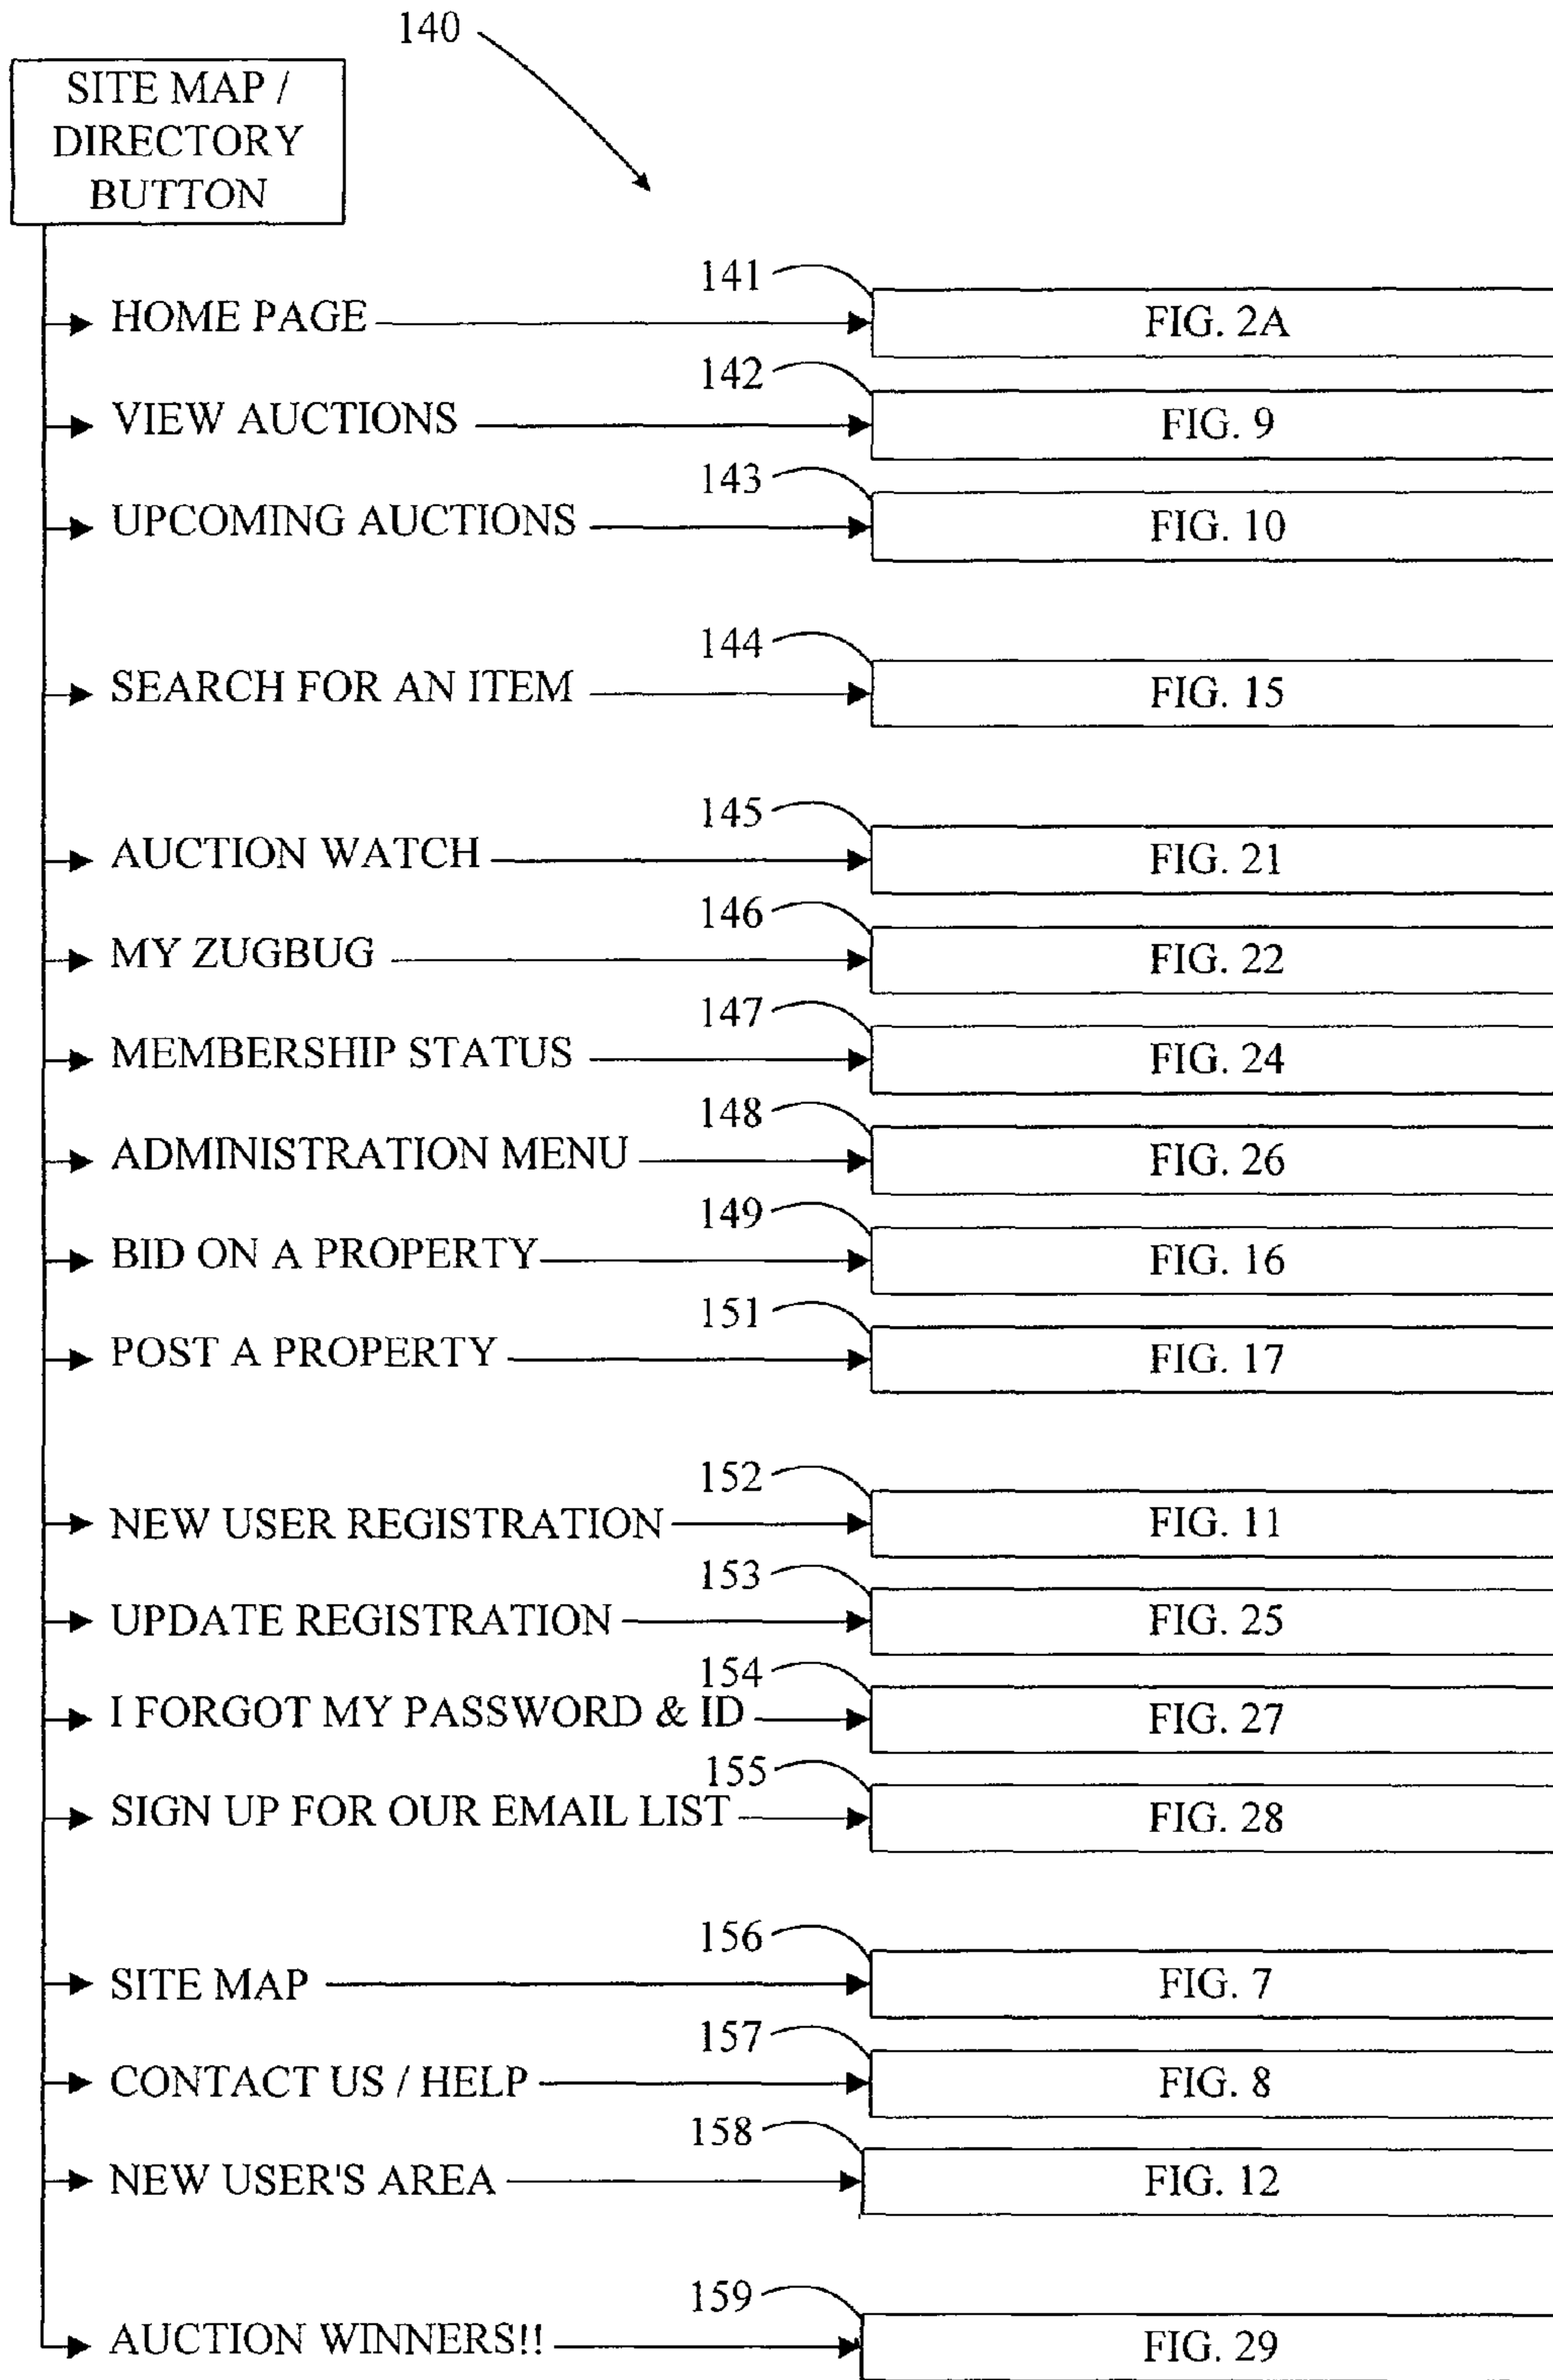 140
SITE MAP /
DIRECTORY
BUTTON
141
HOME PAGE FIG. 2A
142
VIEW AUCTIONS FIG. 9
143
UPCOMING AUCTIONS FIG. 10
144
SEARCH FOR AN ITEM FIG. 15
145
AUCTION WATCH FIG. 21
146
MY ZUGBUG FIG. 22
147
MEMBERSHIP STATUS FIG. 24
148
ADMINISTRATION MENU FIG. 26
149
BID ON A PROPERTY FIG. 16
151
POST A PROPERTY FIG. 17
152
NEW USER REGISTRATION FIG. 11
153
UPDATE REGISTRATION FIG. 25
154
I FORGOT MY PASSWORD & ID FIG. 27
155
SIGN UP FOR OUR EMAIL LIST FIG. 28
156
SITE MAP FIG. 7
157
CONTACT US / HELP FIG. 8
158
NEW USER'S AREA FIG. 12
159
AUCTION WINNERS!! FIG. 29